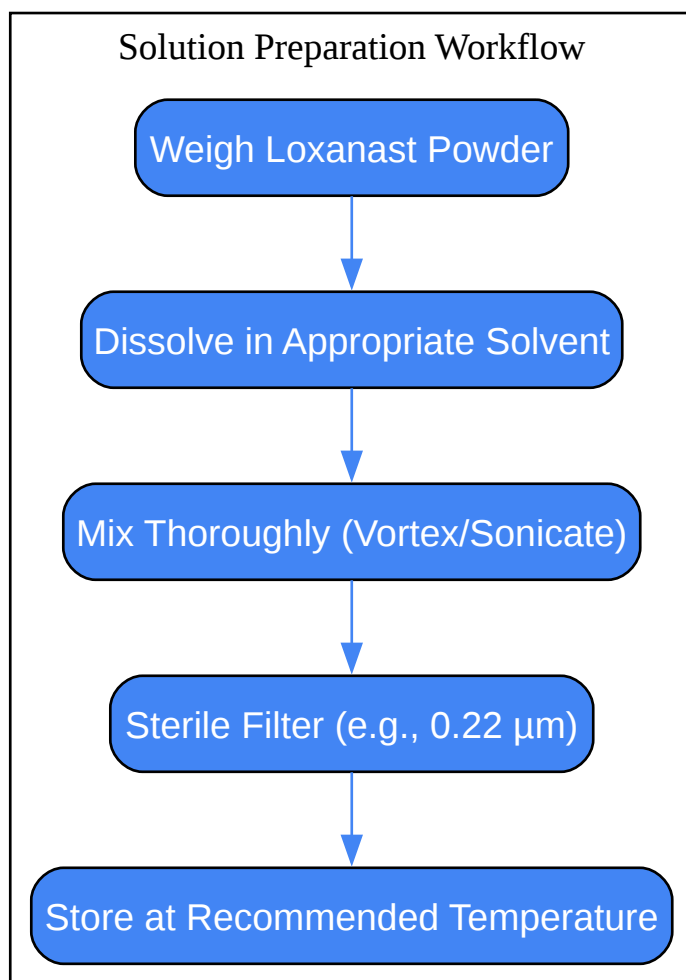 Solution Preparation Workflow
Weigh Loxanast Powder
Dissolve in Appropriate Solvent
Mix Thoroughly (Vortex/Sonicate)
Sterile Filter (e.g., 0.22 µm)
Store at Recommended Temperature